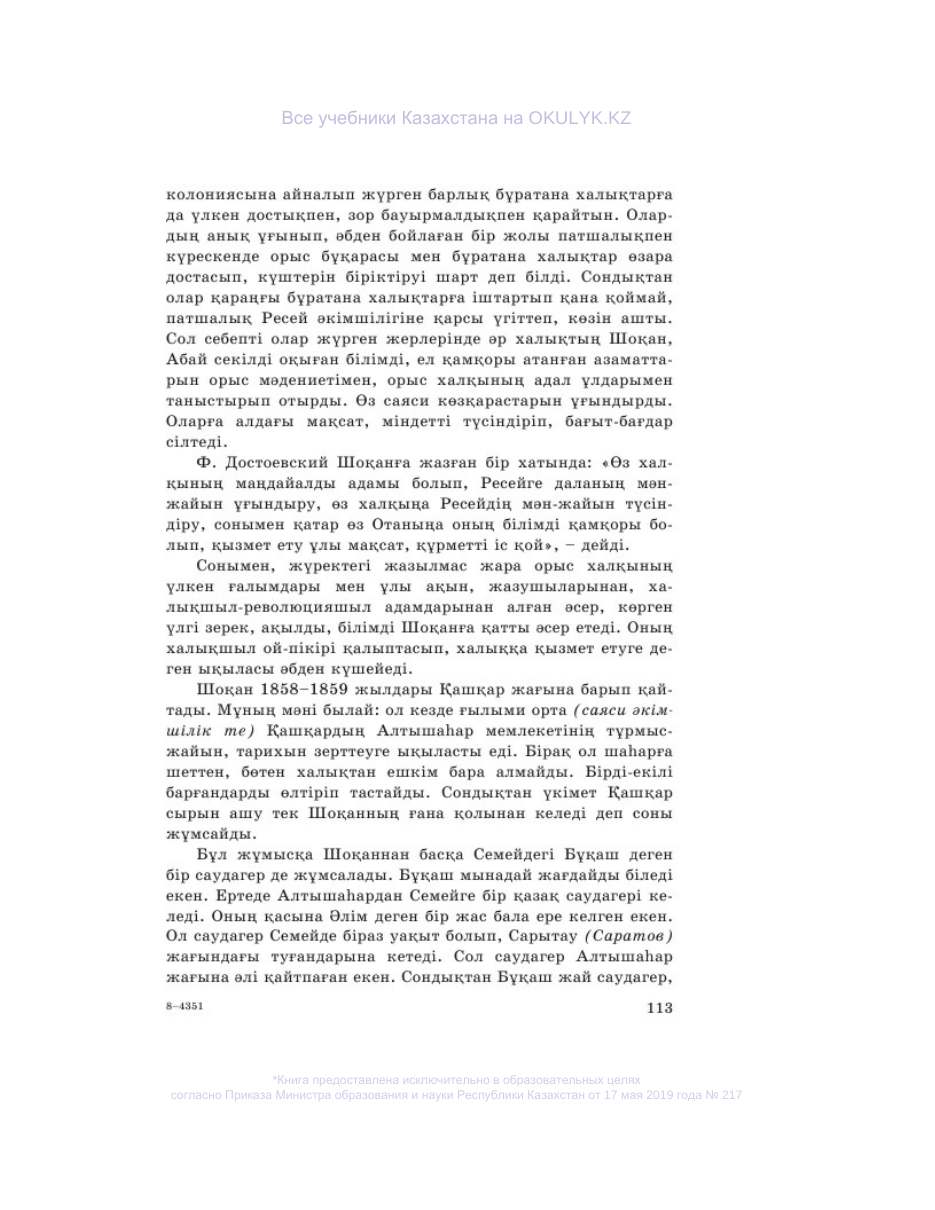 Все учебники Казахстана на OKULYK.KZ
колониясына айналып жүрген барлық бұратана халықтарға
да үлкен достықпен, зор бауырмалдықпен қарайтын. Олар-
дың анық ұғынып, әбден бойлаған бір жолы патшалықпен
күрескенде орыс бұқарасы мен бұратана халықтар өзара
достасып, күштерін біріктіруі шарт деп білді. Сондықтан
олар қараңғы бұратана халықтарға іштартып қана қоймай,
патшалық Ресей әкімшілігіне қарсы үгіттеп, көзін ашты.
Сол себепті олар жүрген жерлерінде әр халықтың Шоқан,
Абай секілді оқыған білімді, ел қамқоры атанған азаматта-
рын орыс мәдениетімен, орыс халқының адал ұлдарымен
таныстырып отырды. Өз саяси көзқарастарын ұғындырды.
Оларға алдағы мақсат, міндетті түсіндіріп, бағыт-бағдар
сілтеді.
Ф. Достоевский Шоқанға жазған бір хатында: «Өз хал-
қының маңдайалды адамы болып, Ресейге даланың мән-
жайын ұғындыру, өз халқыңа Ресейдің мән-жайын түсін-
діру, сонымен қатар өз Отаныңа оның білімді қамқоры бо-
лып, қызмет ету ұлы мақсат, құрметті іс қой», – дейді.
Сонымен, жүректегі жазылмас жара орыс халқының
үлкен ғалымдары мен ұлы ақын, жазушыларынан, ха-
лықшыл-революцияшыл адамдарынан алған әсер, көрген
үлгі зерек, ақылды, білімді Шоқанға қатты әсер етеді. Оның
халықшыл ой-пікірі қалыптасып, халыққа қызмет етуге де-
ген ықыласы әбден күшейеді.
Шоқан 1858–1859 жылдары Қашқар жағына барып қай-
тады. Мұның мәні былай: ол кезде ғылыми орта (саяси әкім-
шілік те) Қашқардың Алтышаһар мемлекетінің тұрмыс-
жайын, тарихын зерттеуге ықыласты еді. Бірақ ол шаһарға
шеттен, бөтен халықтан ешкім бара алмайды. Бірді-екілі
барғандарды өлтіріп тастайды. Сондықтан үкімет Қашқар
сырын ашу тек Шоқанның ғана қолынан келеді деп соны
жұмсайды.
Бұл жұмысқа Шоқаннан басқа Семейдегі Бұқаш деген
бір саудагер де жұмсалады. Бұқаш мынадай жағдайды біледі
екен. Ертеде Алтышаһардан Семейге бір қазақ саудагері ке-
леді. Оның қасына Әлім деген бір жас бала ере келген екен.
Ол саудагер Семейде біраз уақыт болып, Сарытау (Саратов)
жағындағы туғандарына кетеді. Сол саудагер Алтышаһар
жағына әлі қайтпаған екен. Сондықтан Бұқаш жай саудагер,
8–4351
113
*Книга предоставлена исключительно в образовательных целях
согласно Приказа Министра образования и науки Республики Казахстан от 17 мая 2019 года № 217